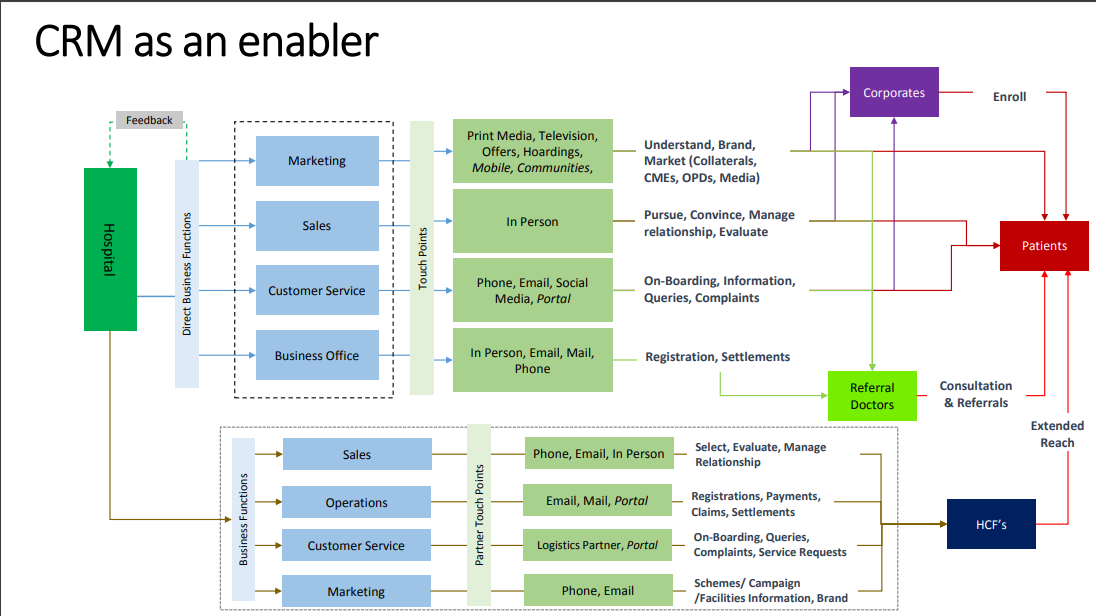 CRM as an enabler
Feedback
Hospital
Direct Business Functions
Marketing
Sales
Customer Service
Business Office
Touch Points
Print Media, Television,
Offers, Hoardings,
Mobile, Communities,
In Person
Phone, Email, Social
Media, Portal
In Person, Email, Mail,
Phone
Understand, Brand,
Market (Collaterals,
CMEs, OPDs, Media)
Pursue, Convince, Manage
relationship, Evaluate
On-Boarding, Information,
Queries, Complaints
Registration, Settlements
Corporates
Enroll
Patients
Referral
Doctors
Consultation
& Referrals
Extended
Reach
Business Functions
Sales
Operations
Customer Service
Marketing
Partner Touch Points
Phone, Email, In Person
Email, Mail, Portal
Logistics Partner, Portal
Phone, Email
Select, Evaluate, Manage
Relationship
Registrations, Payments,
Claims, Settlements
On-Boarding, Queries,
Complaints, Service Requests
Schemes/ Campaign
/Facilities Information, Brand
HCF's